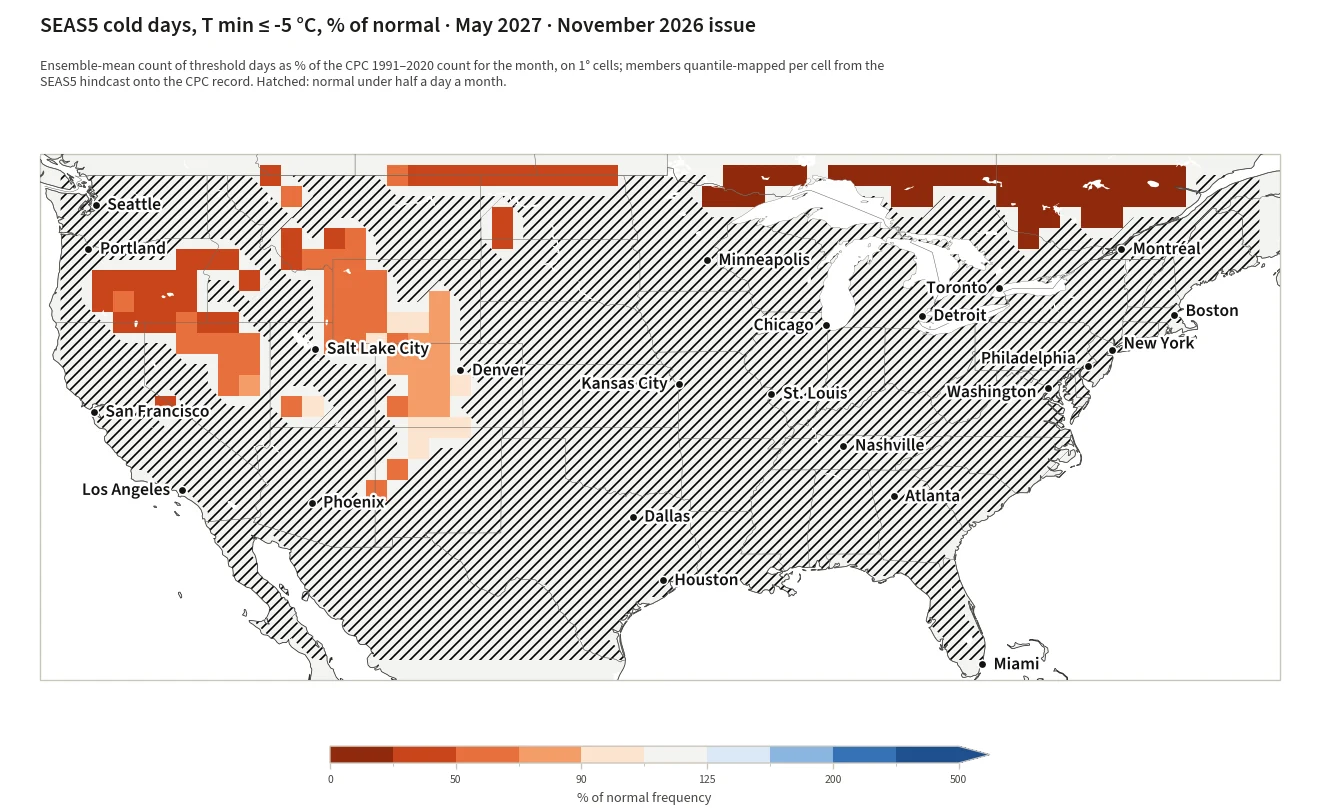 SEAS5 cold days, T min ≤ -5 °C, % of normal · May 2027 · November 2026 issue
Ensemble-mean count of threshold days as % of the CPC 1991–2020 count for the month, on 1° cells; members quantile-mapped per cell from the
SEAS5 hindcast onto the CPC record. Hatched: normal under half a day a month.
Seattle
Portland
Montréal
Minneapolis
Toronto
Boston
Detroit
Chicago
New York
Salt Lake City
Philadelphia
Denver
Kansas City
Washington
St. Louis
San Francisco
Nashville
Los Angeles
Atlanta
Phoenix
Dallas
Houston
Miami
0 50 90 125 200 500
% of normal frequency